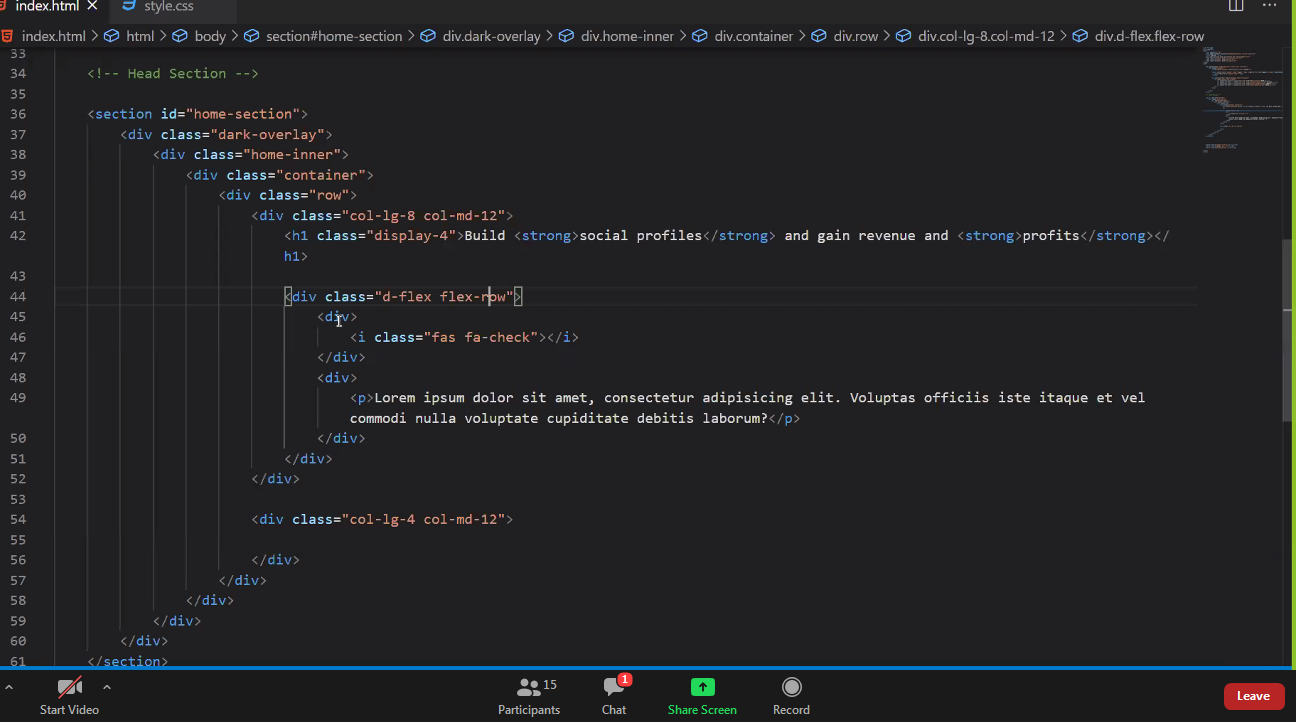 index.html × style.css ...
index.html > html > body > section#home-section > div.dark-overlay > div.home-inner > div.container > div.row > div.col-lg-8.col-md-12 > div.d-flex.flex-row
33
34 <!-- Head Section -->
35
36 <section id="home-section">
37 <div class="dark-overlay">
38 <div class="home-inner">
39 <div class="container">
40 <div class="row">
41 <div class="col-lg-8 col-md-12">
42 <h1 class="display-4">Build <strong>social profiles</strong> and gain revenue and <strong>profits</strong></
h1>
43
44 <div class="d-flex flex-row">
45 <div>
46 <i class="fas fa-check"></i>
47 </div>
48 <div>
49 <p>Lorem ipsum dolor sit amet, consectetur adipisicing elit. Voluptas officiis iste itaque et vel
commodi nulla voluptate cupiditate debitis laborum?</p>
50 </div>
51 </div>
52 </div>
53
54 <div class="col-lg-4 col-md-12">
55
56 </div>
57 </div>
58 </div>
59 </div>
60 </div>
61 </section>
15 1
Start Video Participants Chat Share Screen Record Leave